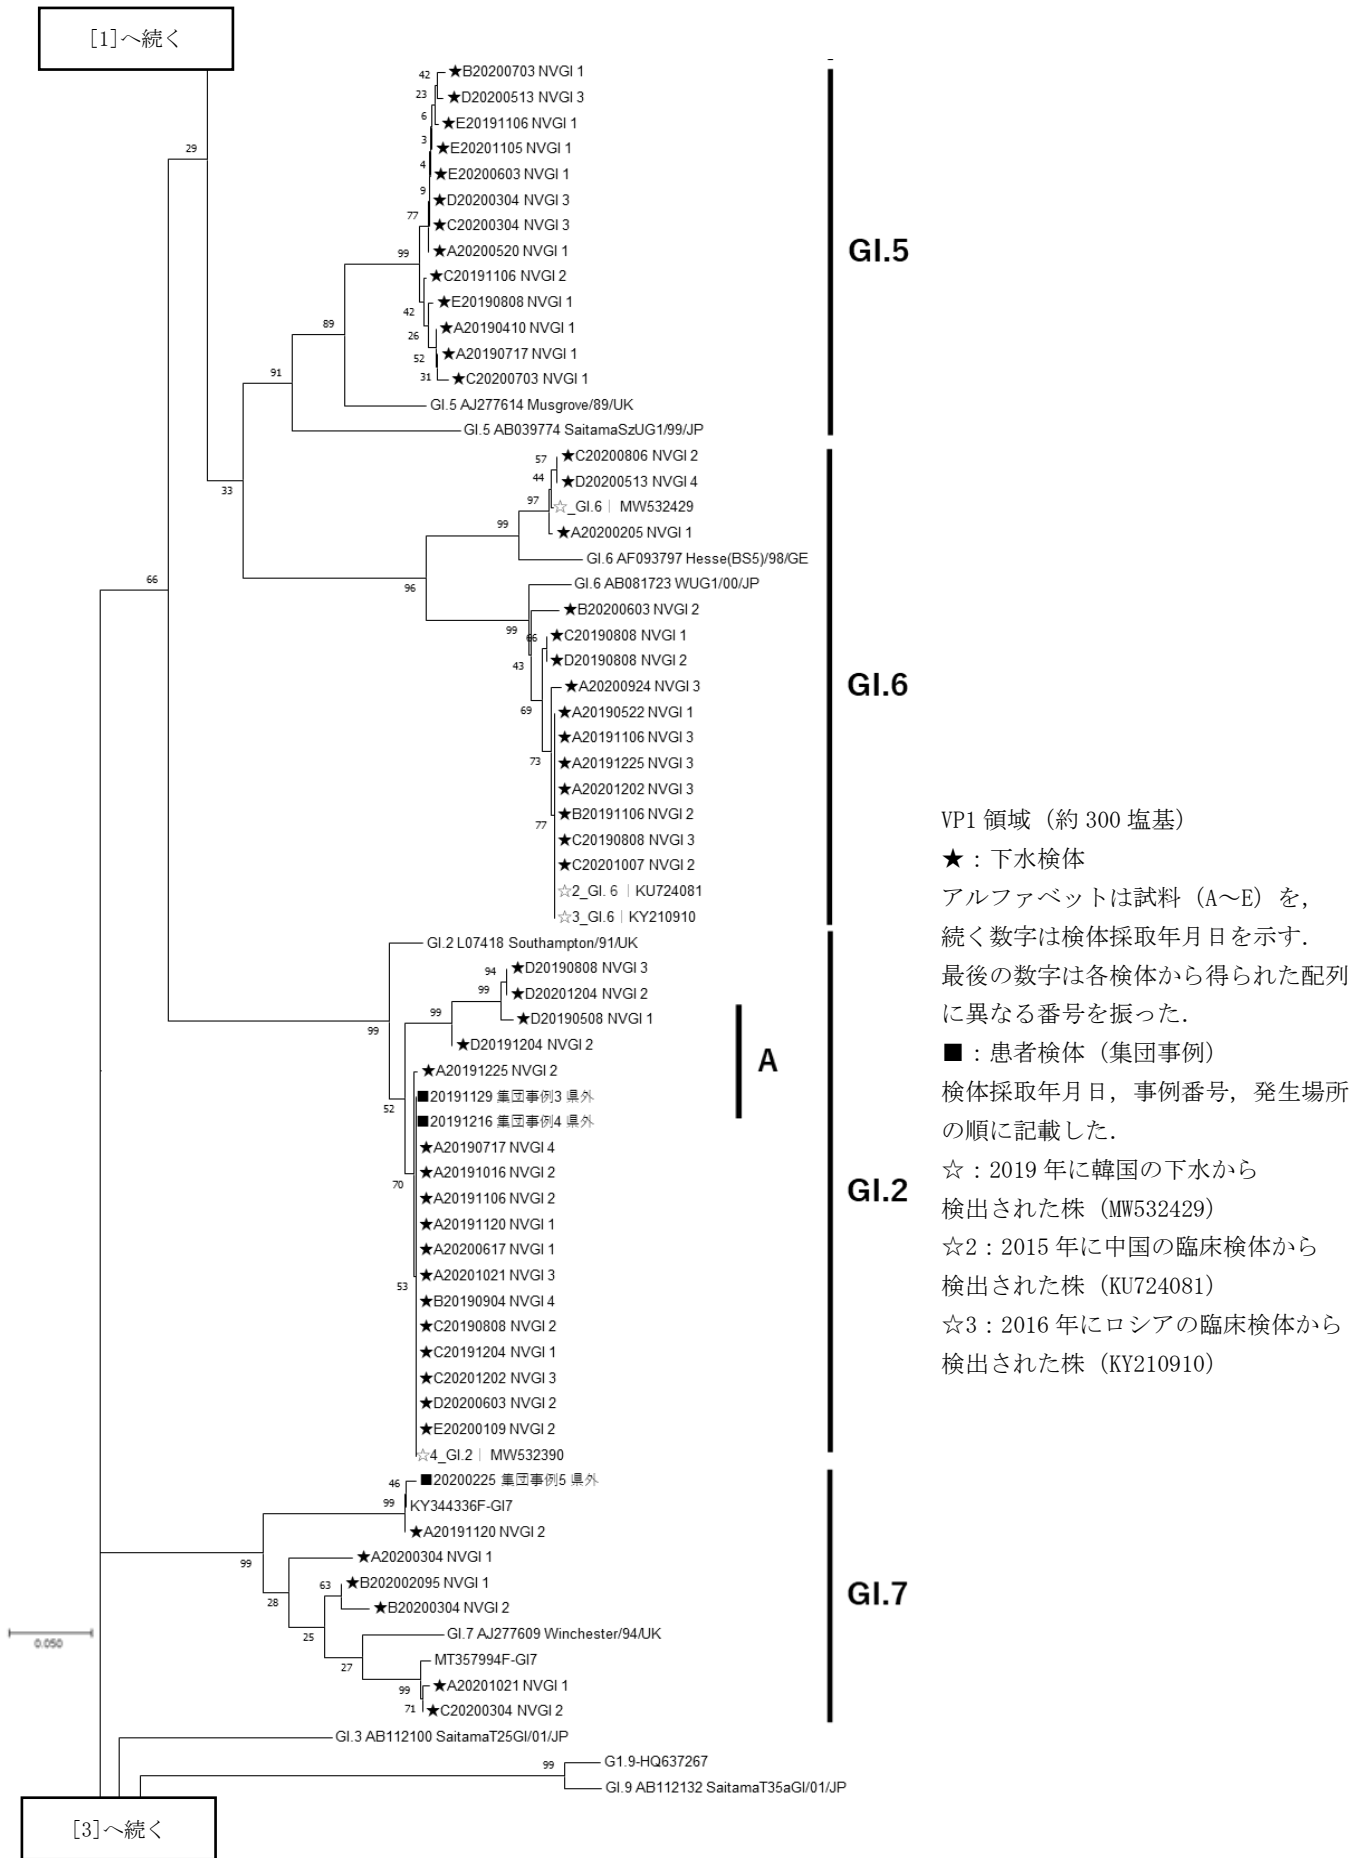 [1]へ続く
42
★B20200703 NVGI 1
23
★D20200513 NVGI 3
6
★E20191106 NVGI 1
3
★E20201105 NVGI 1
4
★E20200603 NVGI 1
9
★D20200304 NVGI 3
77
★C20200304 NVGI 3
99
★A20200520 NVGI 1
★C20191106 NVGI 2
42
★E20190808 NVGI 1
26
★A20190410 NVGI 1
52
★A20190717 NVGI 1
31
★C20200703 NVGI 1
89
GI.5 AJ277614 Musgrove/89/UK
91
GI.5 AB039774 SaitamaSzUG1/99/JP
GI.5
29
33
57
★C20200806 NVGI 2
44
★D20200513 NVGI 4
97
☆_GI.6 | MW532429
99
★A20200205 NVGI 1
GI.6 AF093797 Hesse(BS5)/98/GE
96
GI.6 AB081723 WUG1/00/JP
★B20200603 NVGI 2
99
66
★C20190808 NVGI 1
43
★D20190808 NVGI 2
★A20200924 NVGI 3
69
★A20190522 NVGI 1
★A20191106 NVGI 3
73
★A20191225 NVGI 3
★A20201202 NVGI 3
★B20191106 NVGI 2
77
★C20190808 NVGI 3
★C20201007 NVGI 2
☆2_GI. 6 | KU724081
☆3_GI.6 | KY210910
GI.6
66
GI.2 L07418 Southampton/91/UK
94
★D20190808 NVGI 3
99
★D20201204 NVGI 2
99
★D20190508 NVGI 1
99
★D20191204 NVGI 2
★A20191225 NVGI 2
52
■20191129 集団事例3 県外
■20191216 集団事例4 県外
★A20190717 NVGI 4
★A20191016 NVGI 2
70
★A20191106 NVGI 2
★A20191120 NVGI 1
★A20200617 NVGI 1
★A20201021 NVGI 3
53
★B20190904 NVGI 4
★C20190808 NVGI 2
★C20191204 NVGI 1
★C20201202 NVGI 3
★D20200603 NVGI 2
★E20200109 NVGI 2
☆4_GI.2 | MW532390
A
GI.2
46
■20200225 集団事例5 県外
99
KY344336F-GI7
★A20191120 NVGI 2
99
★A20200304 NVGI 1
63
★B202002095 NVGI 1
28
★B20200304 NVGI 2
25
GI.7 AJ277609 Winchester/94/UK
27
MT357994F-GI7
99
★A20201021 NVGI 1
71
★C20200304 NVGI 2
GI.7
0.050
GI.3 AB112100 SaitamaT25GI/01/JP
99
G1.9-HQ637267
GI.9 AB112132 SaitamaT35aGI/01/JP
[3]へ続く
VP1 領域（約 300 塩基）
★：下水検体
アルファベットは試料（A～E）を，
続く数字は検体採取年月日を示す．
最後の数字は各検体から得られた配列
に異なる番号を振った．
■：患者検体（集団事例）
検体採取年月日，事例番号，発生場所
の順に記載した．
☆：2019 年に韓国の下水から
検出された株（MW532429）
☆2：2015 年に中国の臨床検体から
検出された株（KU724081）
☆3：2016 年にロシアの臨床検体から
検出された株（KY210910）